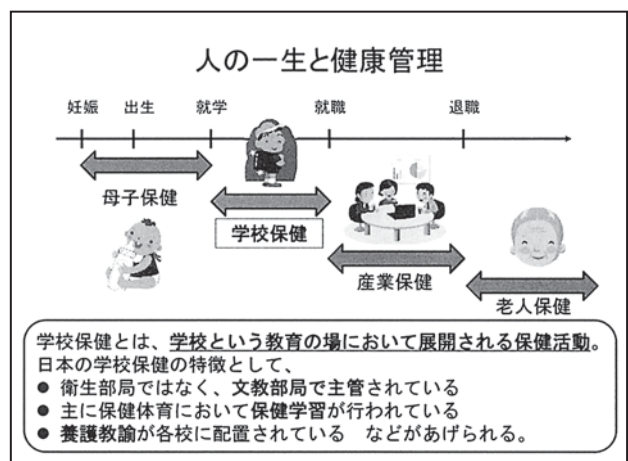 人の一生と健康管理
妊娠 出生 就学 就職 退職
母子保健
学校保健
産業保健
老人保健
学校保健とは、学校という教育の場において展開される保健活動。
日本の学校保健の特徴として、
● 衛生部局ではなく、文教部局で主管されている
● 主に保健体育において保健学習が行われている
● 養護教諭が各校に配置されている　などがあげられる。